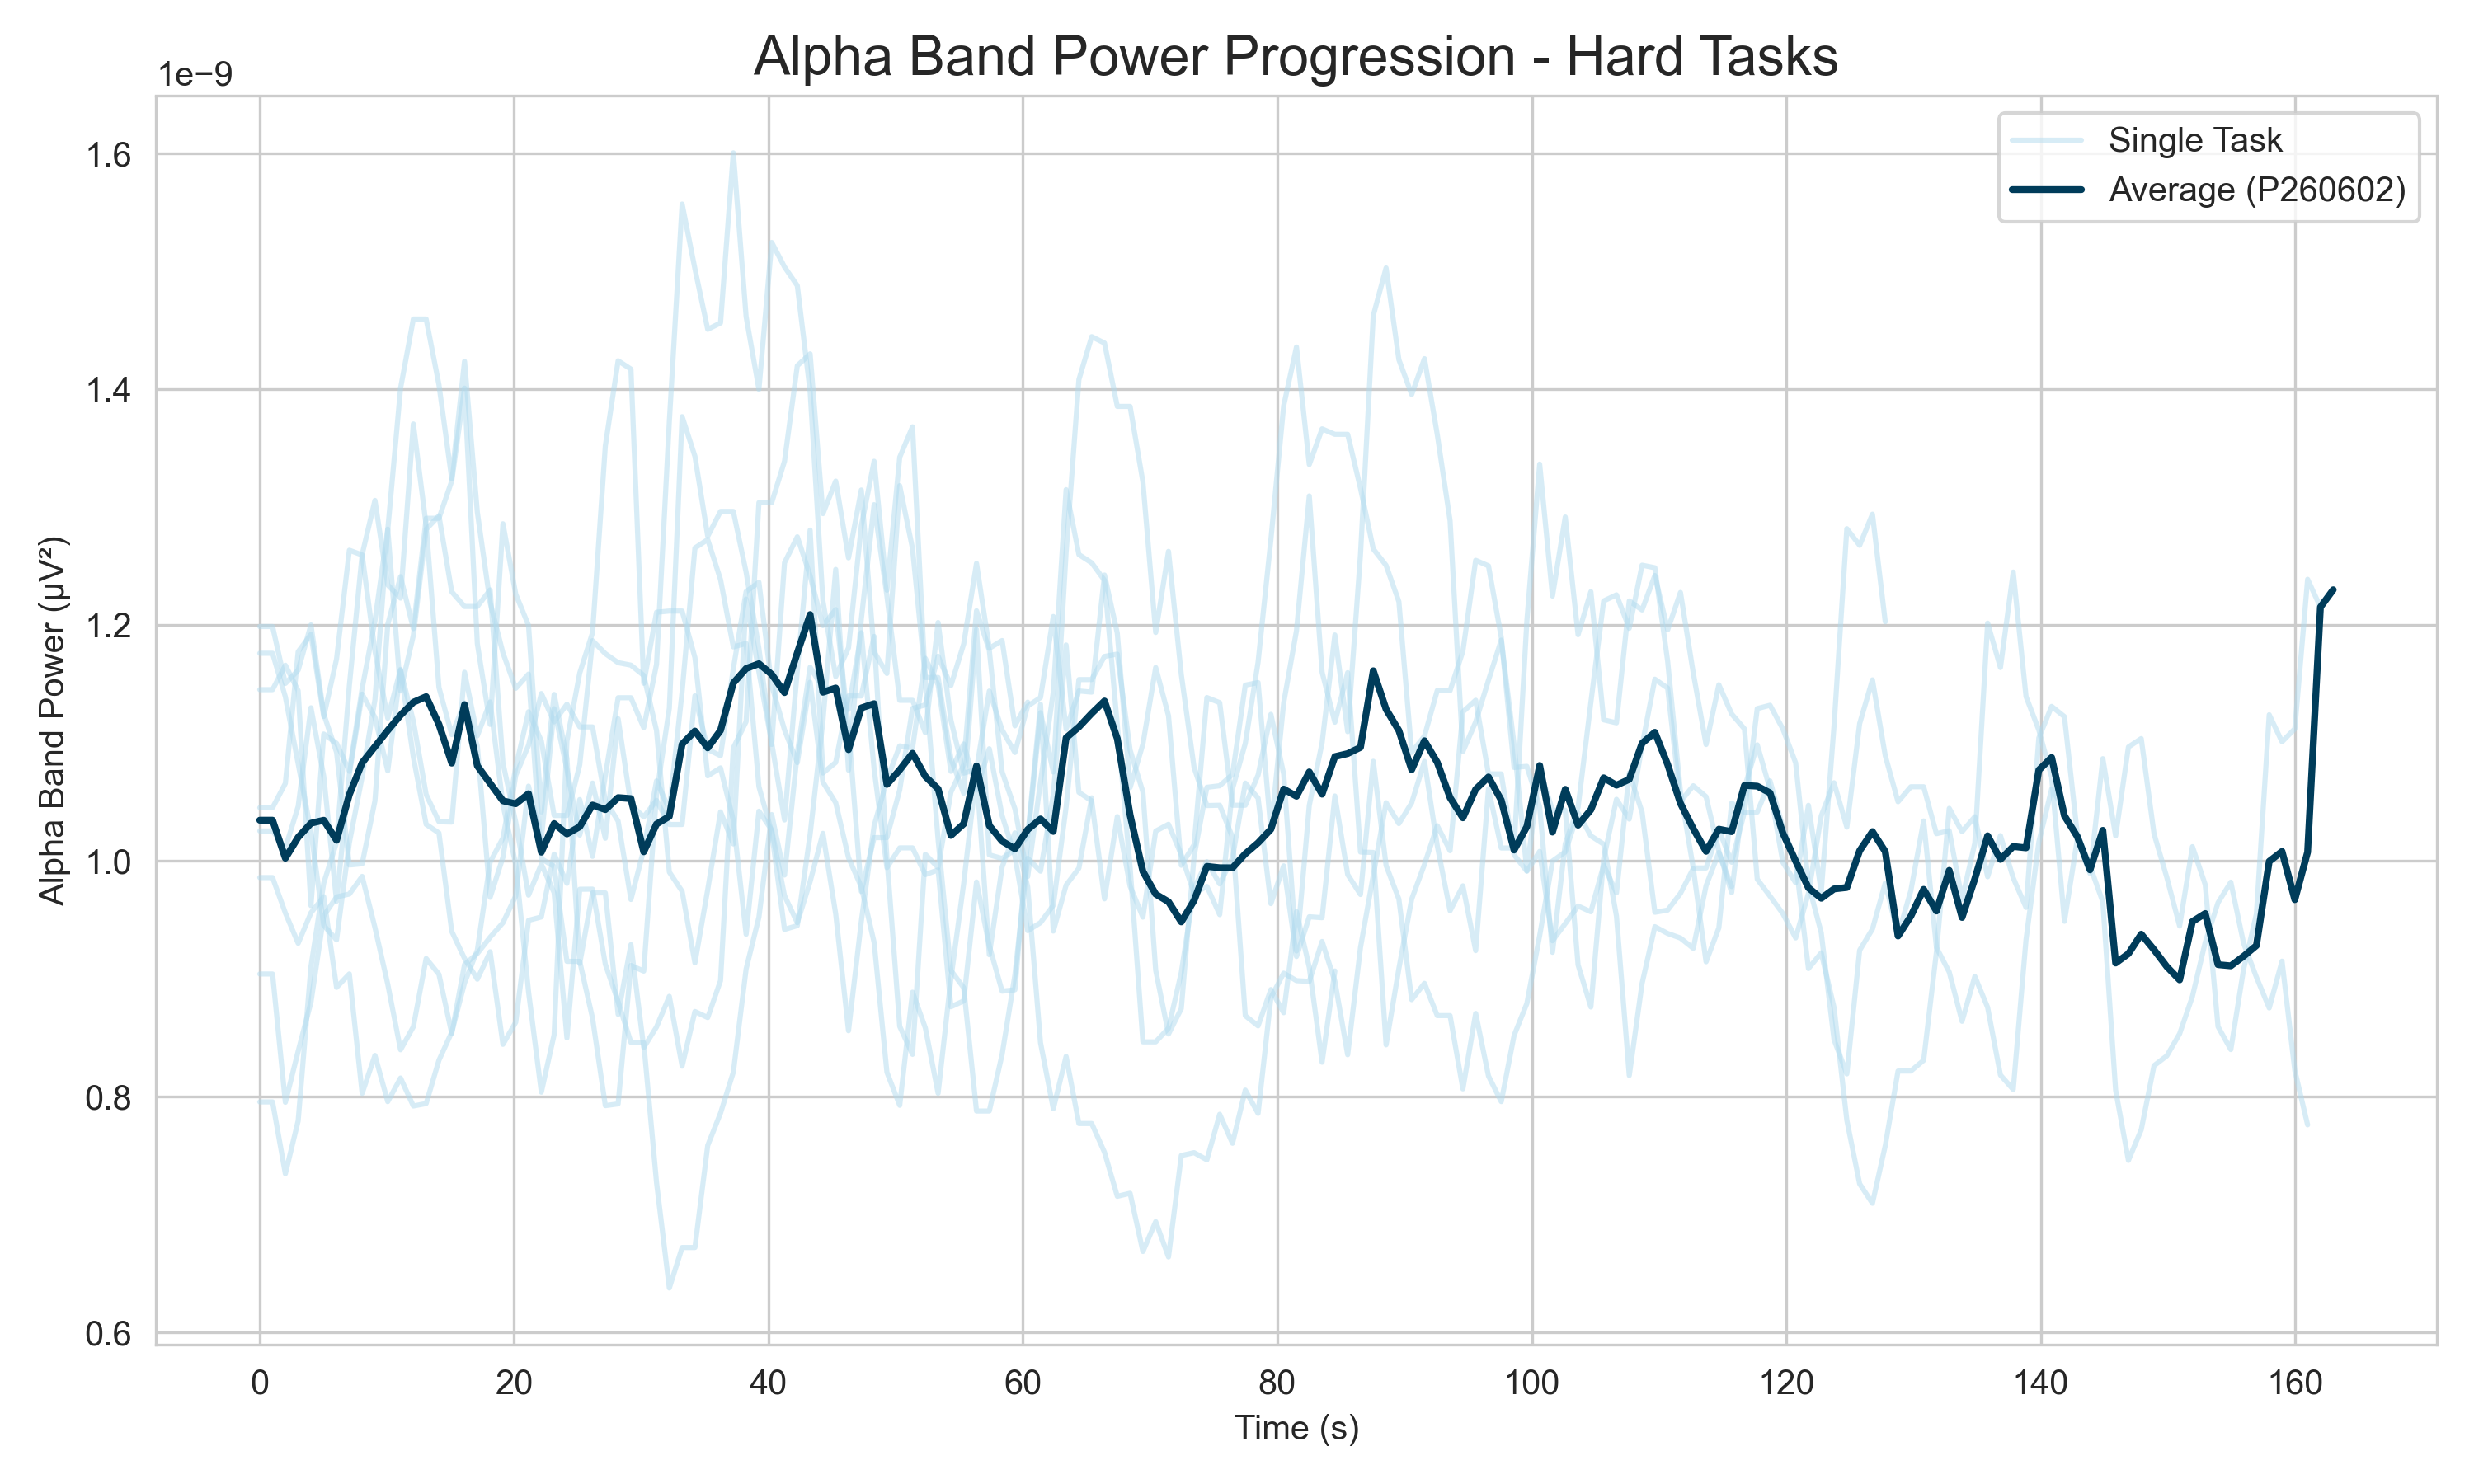 Alpha Band Power Progression - Hard Tasks
1e−9
Single Task
Average (P260602)
Alpha Band Power (μV²)
1.6
1.4
1.2
1.0
0.8
0.6
0 20 40 60 80 100 120 140 160
Time (s)